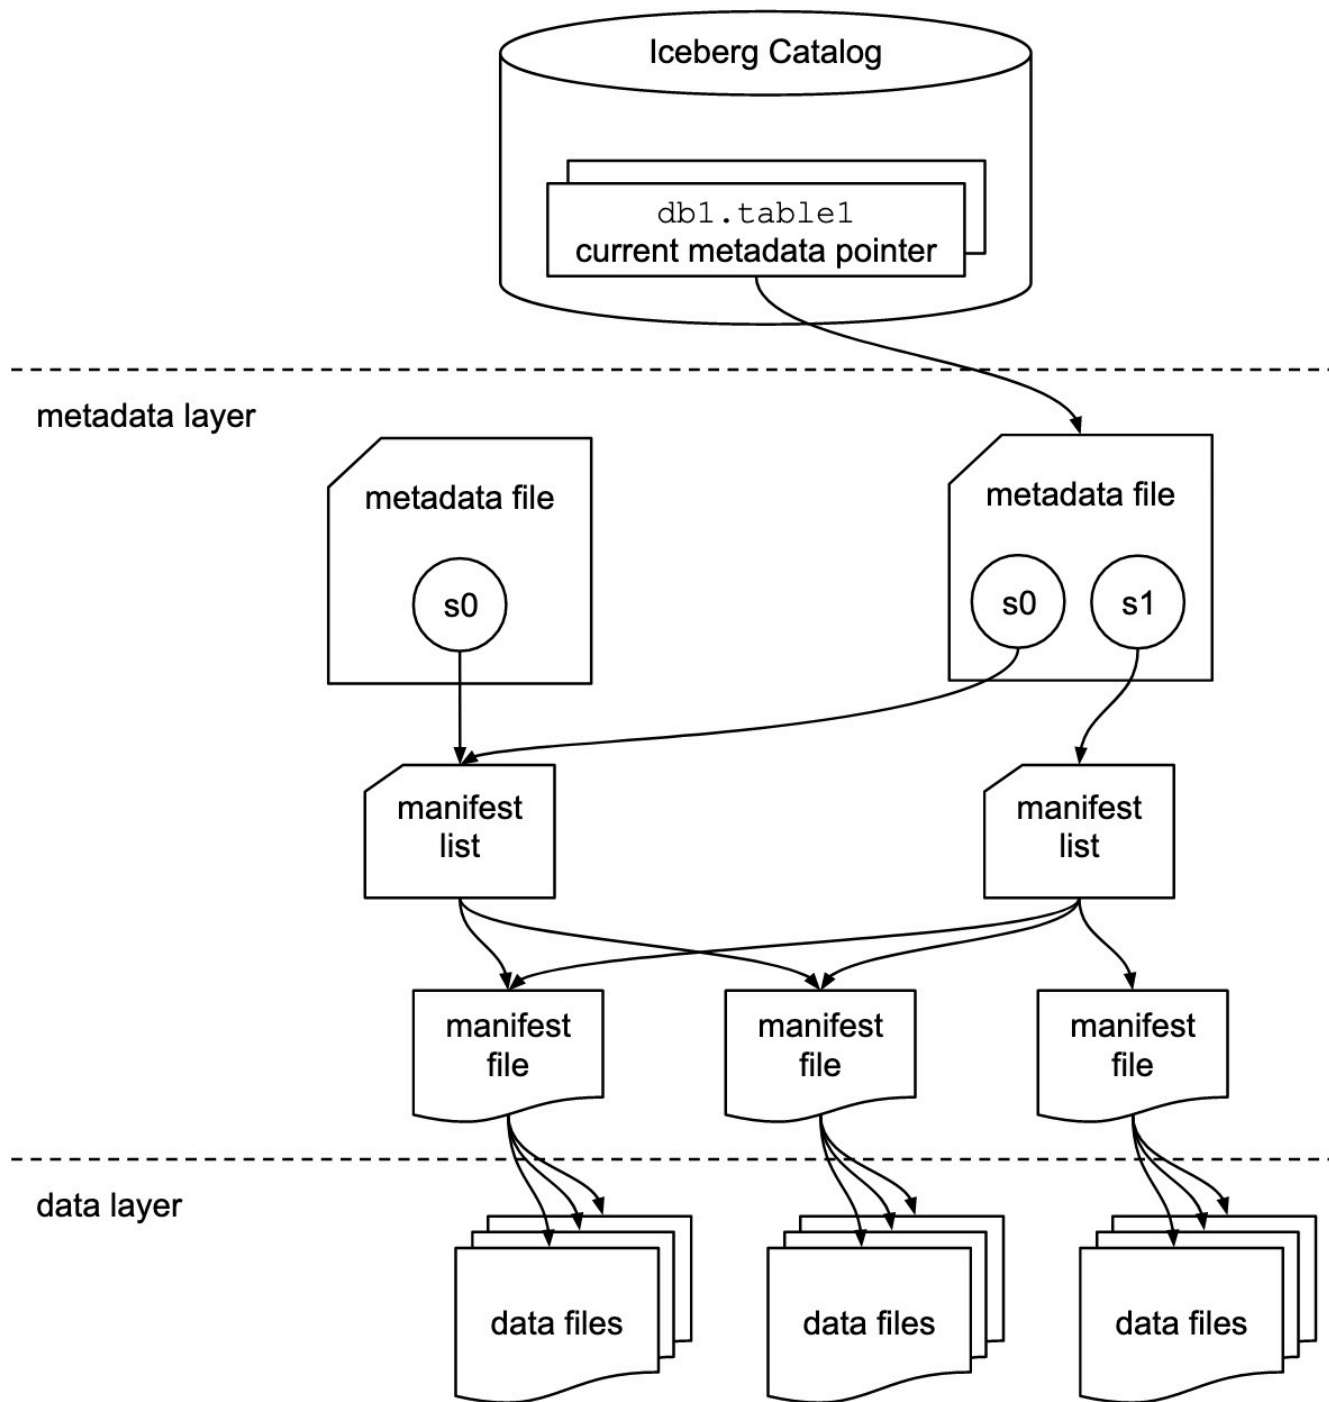 Iceberg Catalog
db1.table1
current metadata pointer
metadata layer
metadata file
s0
metadata file
s0
s1
manifest
list
manifest
list
manifest
file
manifest
file
manifest
file
data layer
data files
data files
data files